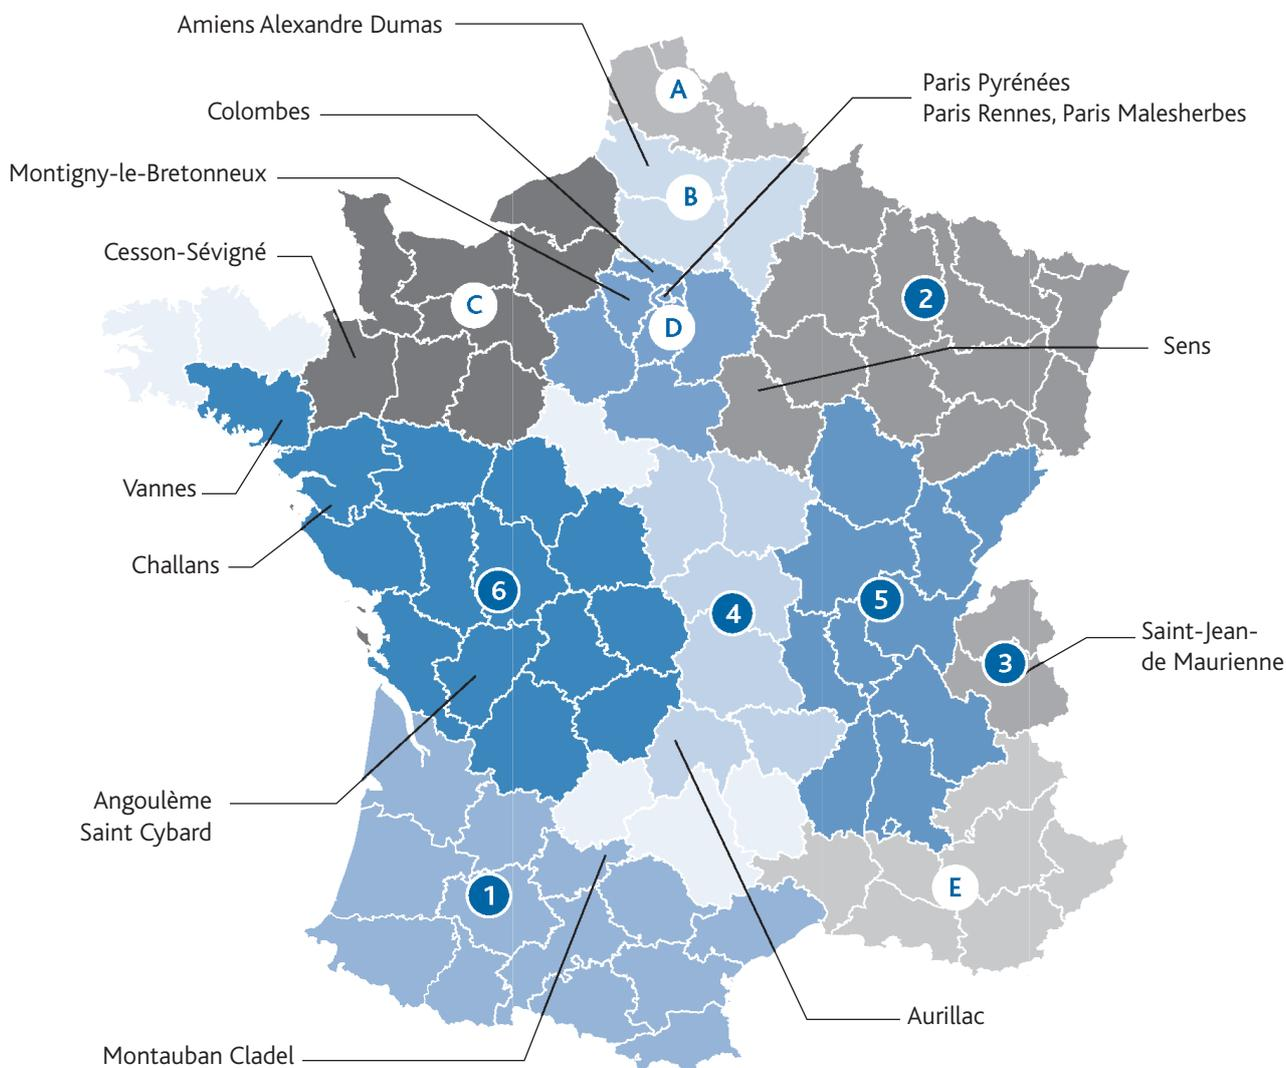 Amiens Alexandre Dumas
A
Paris Pyrénées
Paris Rennes, Paris Malesherbes
Colombes
Montigny-le-Bretonneux
B
Cesson-Sévigné
C
2
D
Sens
Vannes
Challans
6
4
5
Saint-Jean-
de Maurienne
3
Angoulème
Saint Cybard
1
E
Aurillac
Montauban Cladel